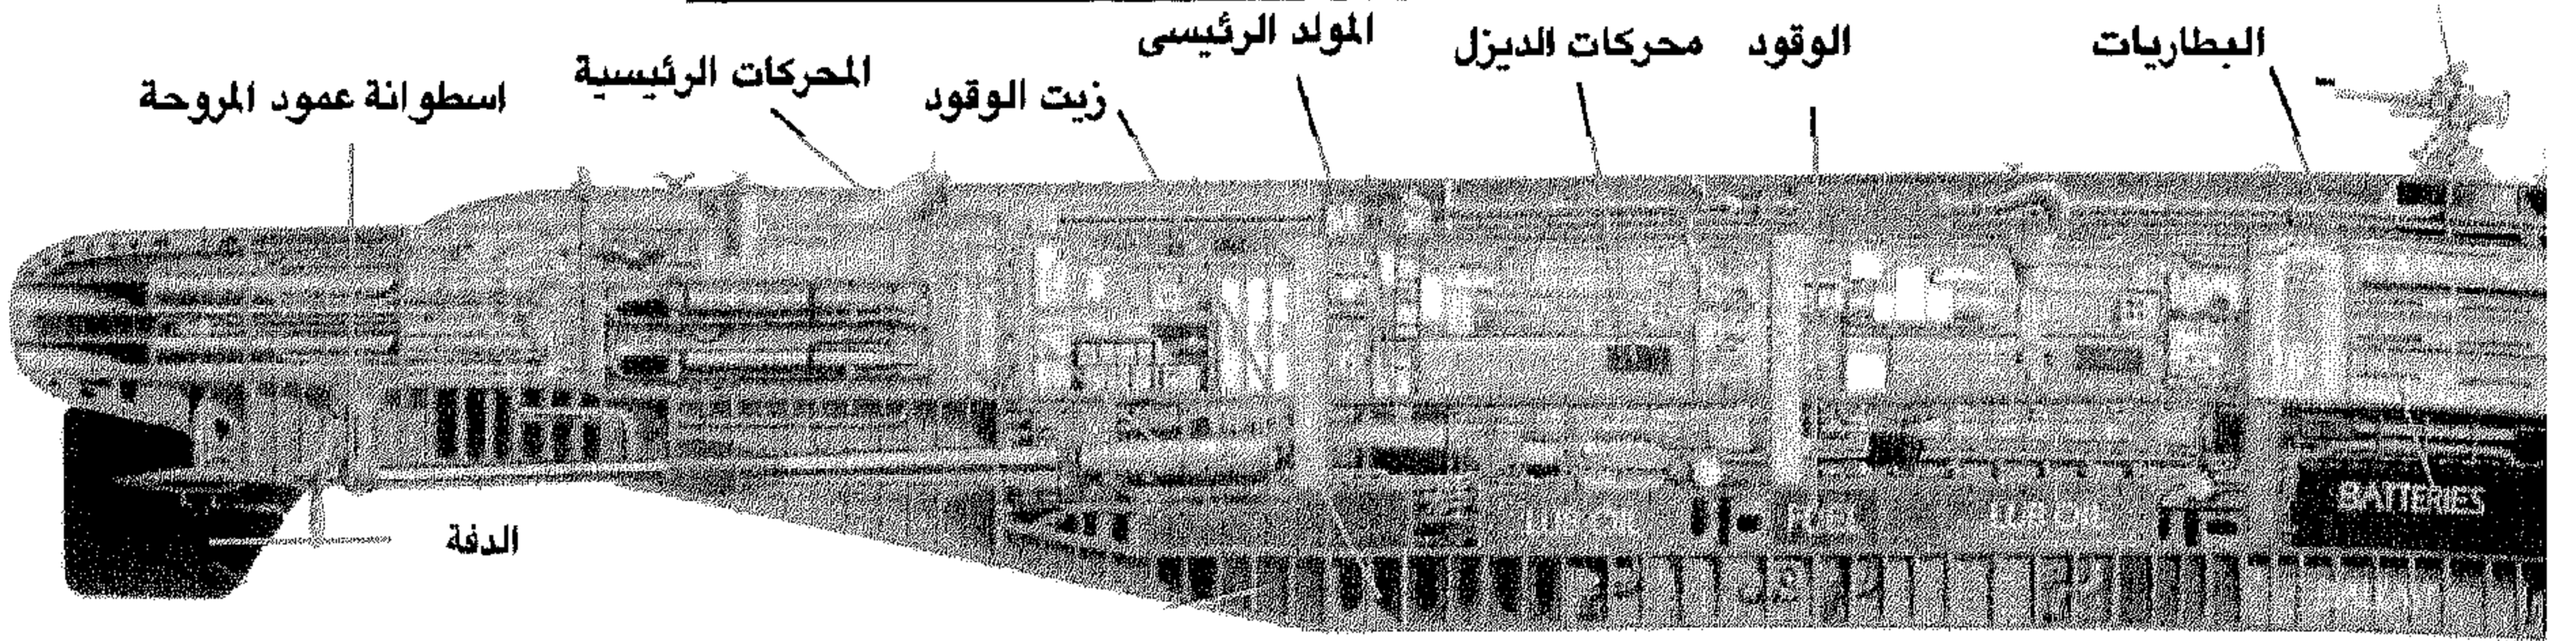 البطاريات
الوقود
محركات الديزل
المولد الرئيسى
زيت الوقود
المحركات الرئيسية
اسطوانة عمود المروحة
الدفة
LUB OIL
FUEL
LUB OIL
BATTERIES